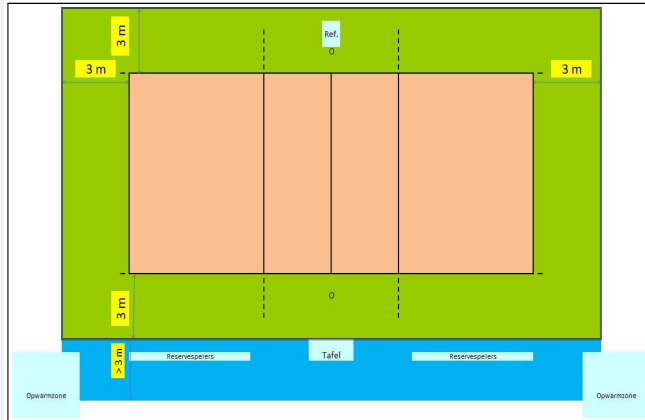 Ref.
3 m
3 m
3 m
3 m
> 3 m
Reservespelers
Tafel
Reservespelers
Opwarmzone
Opwarmzone